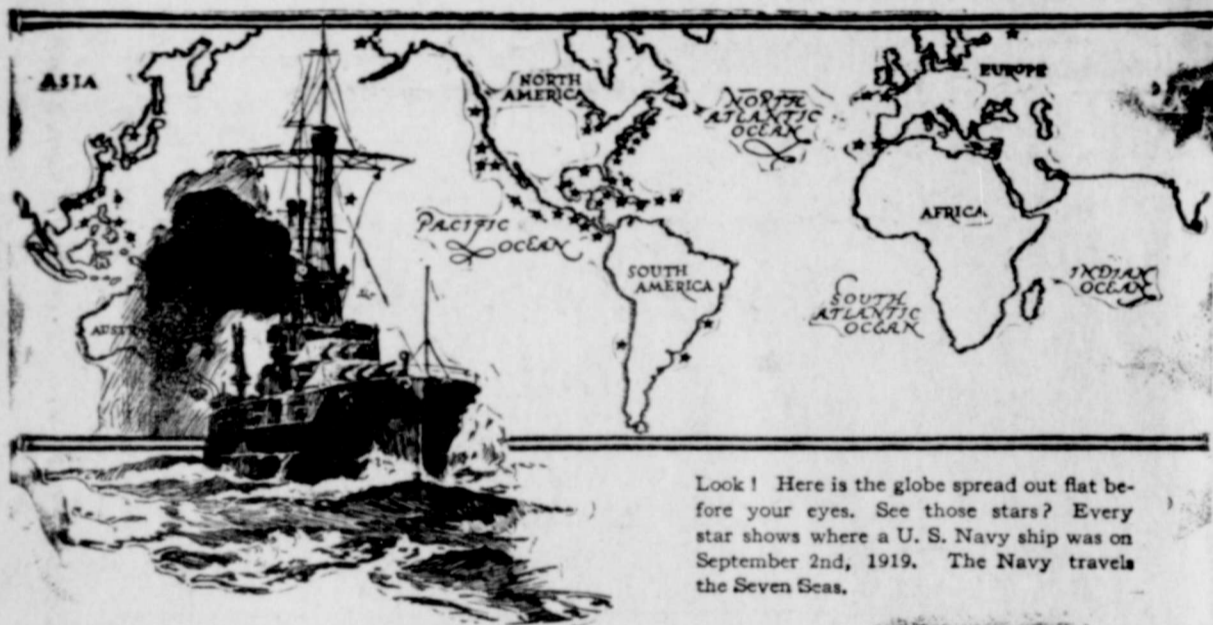 ASIA
NORTH
AMERICA
NORTH
ATLANTIC
OCEAN
EUROPE
PACIFIC
OCEAN
AFRICA
SOUTH
AMERICA
SOUTH
ATLANTIC
OCEAN
INDIAN
OCEAN
AUST
Look! Here is the globe spread out flat be-
fore your eyes. See those stars? Every
star shows where a U. S. Navy ship was on
September 2nd, 1919. The Navy travels
the Seven Seas.